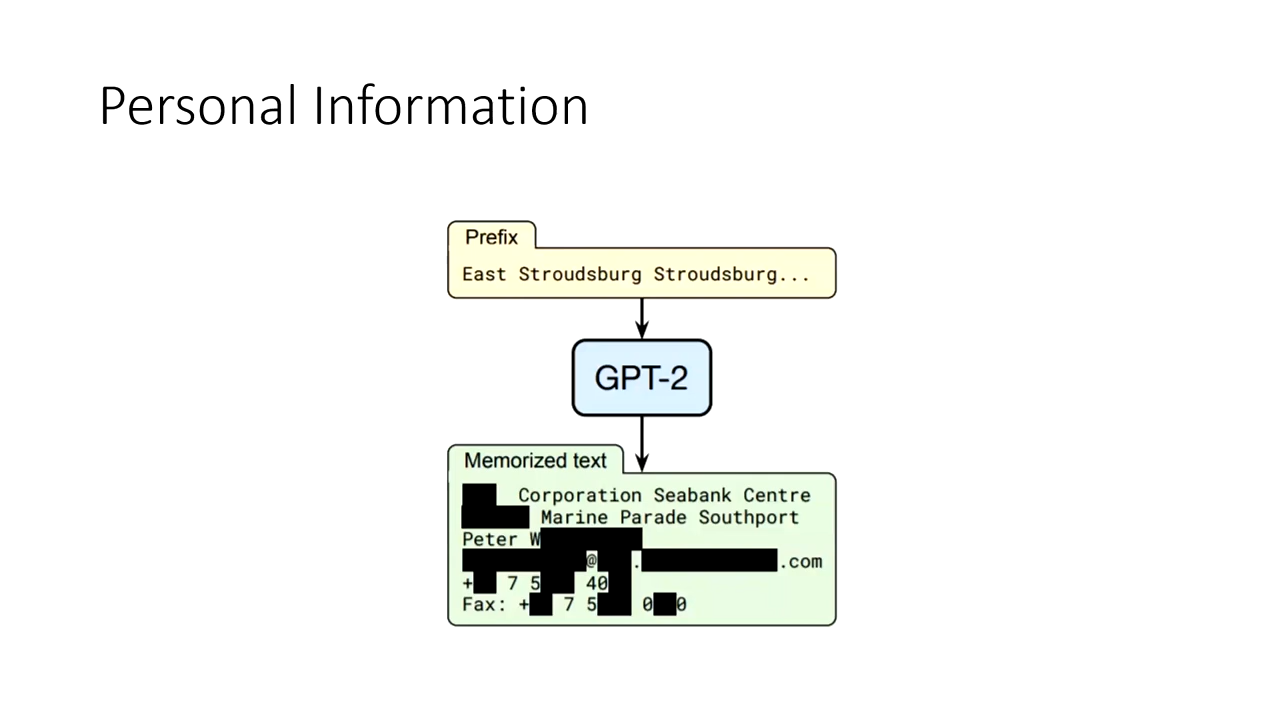 Personal Information
Prefix
East Stroudsburg Stroudsburg...
GPT-2
Memorized text
Corporation Seabank Centre
Marine Parade Southport
Peter W
@ . .com
+ 7 5 40
Fax: + 7 5 0 0